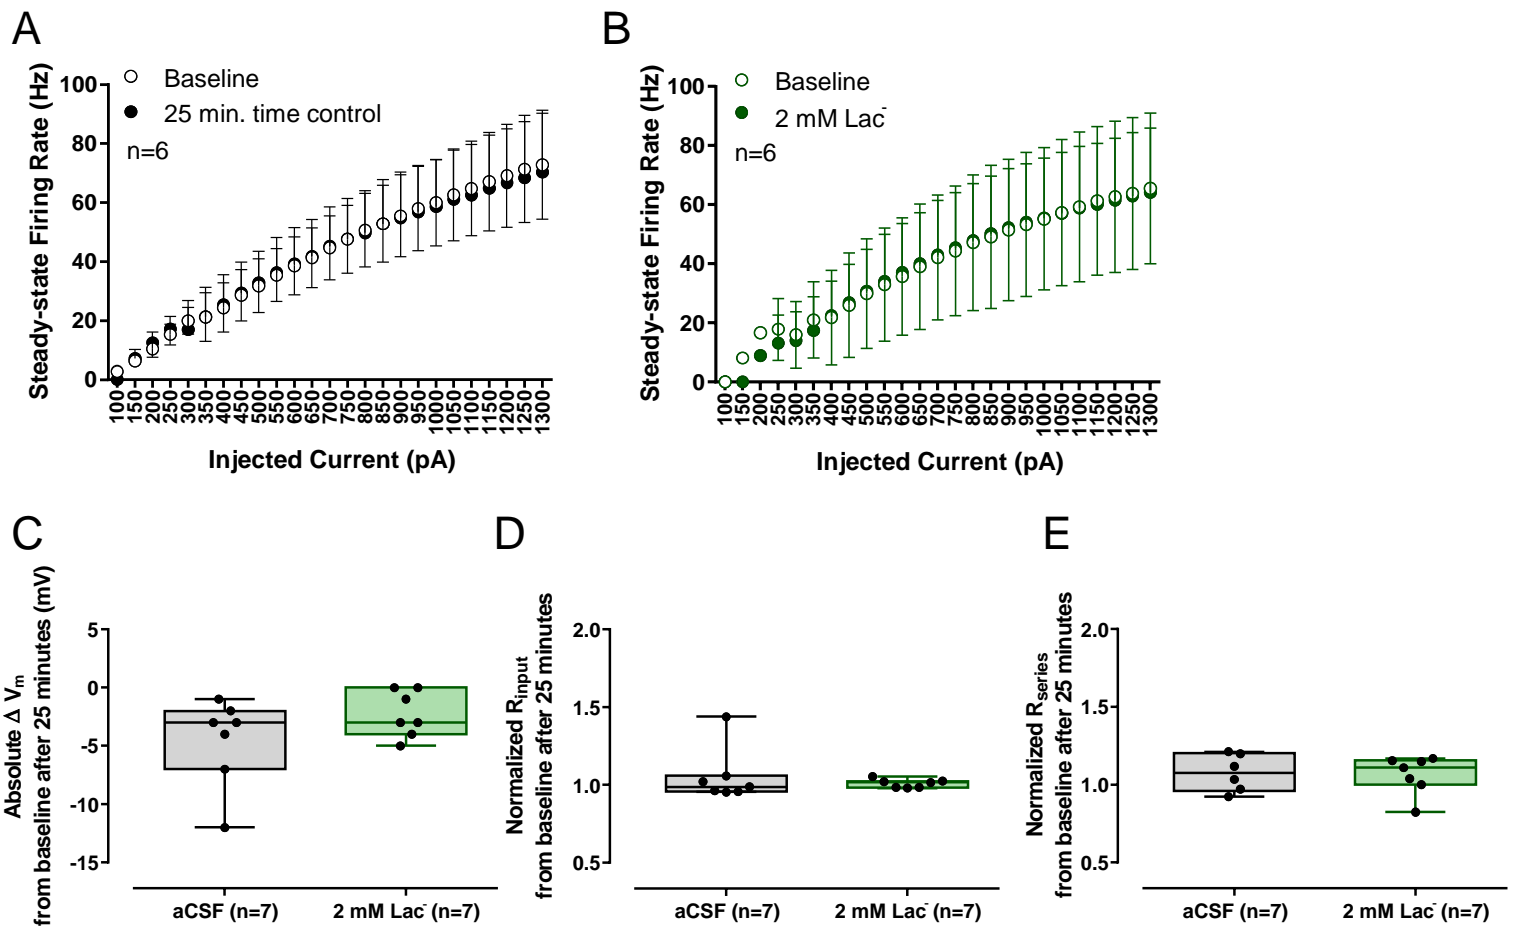 A
Steady-state Firing Rate (Hz)
Baseline
25 min. time control
n=6
100
80
60
40
20
0
100 150 200 250 300 350 400 450 500 550 600 650 700 750 800 850 900 950 1000 1050 1100 1150 1200 1250 1300
Injected Current (pA)
B
Steady-state Firing Rate (Hz)
Baseline
2 mM Lac-
n=6
100
80
60
40
20
0
100 150 200 250 300 350 400 450 500 550 600 650 700 750 800 850 900 950 1000 1050 1100 1150 1200 1250 1300
Injected Current (pA)
C
Absolute Δ Vm
from baseline after 25 minutes (mV)
5
0
-5
-10
-15
aCSF (n=7)
2 mM Lac- (n=7)
D
Normalized Rinput
from baseline after 25 minutes
2.0
1.5
1.0
0.5
aCSF (n=7)
2 mM Lac- (n=7)
E
Normalized Rseries
from baseline after 25 minutes
2.0
1.5
1.0
0.5
aCSF (n=7)
2 mM Lac- (n=7)